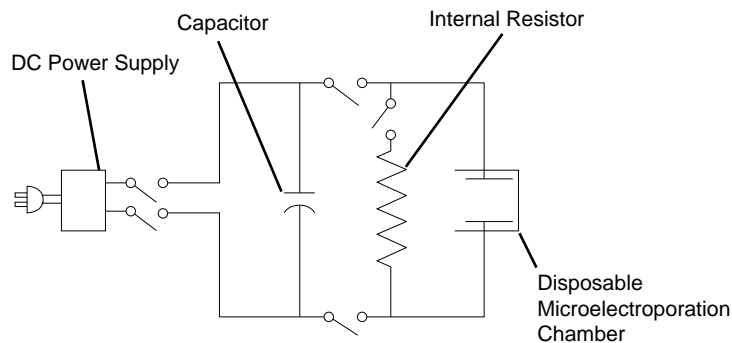 Capacitor
Internal Resistor
DC Power Supply
Disposable
Microelectroporation
Chamber